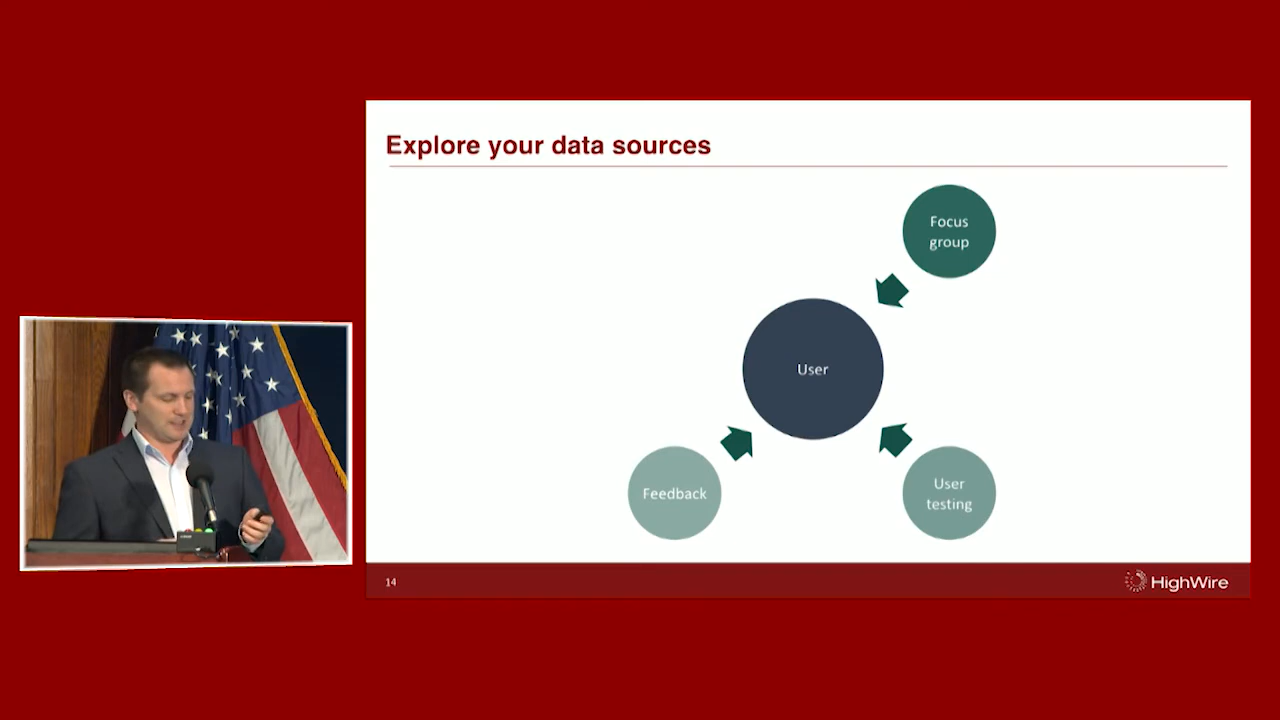 Explore your data sources
Focus
group
User
Feedback
User
testing
14
HighWire